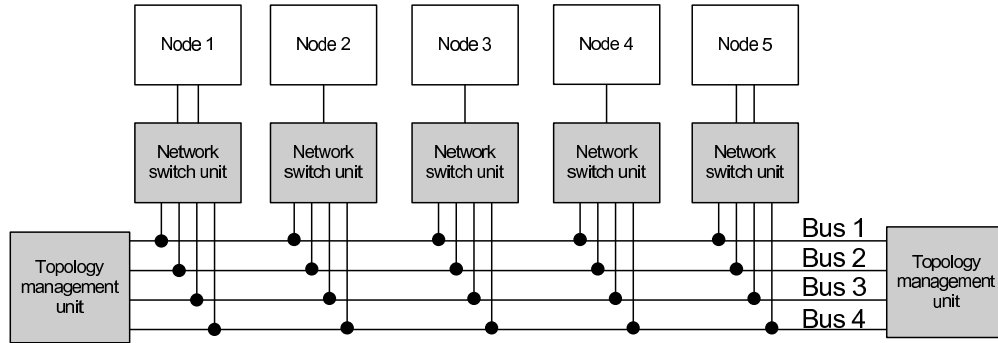 Node 1
Node 2
Node 3
Node 4
Node 5
Network
switch unit
Network
switch unit
Network
switch unit
Network
switch unit
Network
switch unit
Topology
management
unit
Bus 1
Bus 2
Bus 3
Bus 4
Topology
management
unit